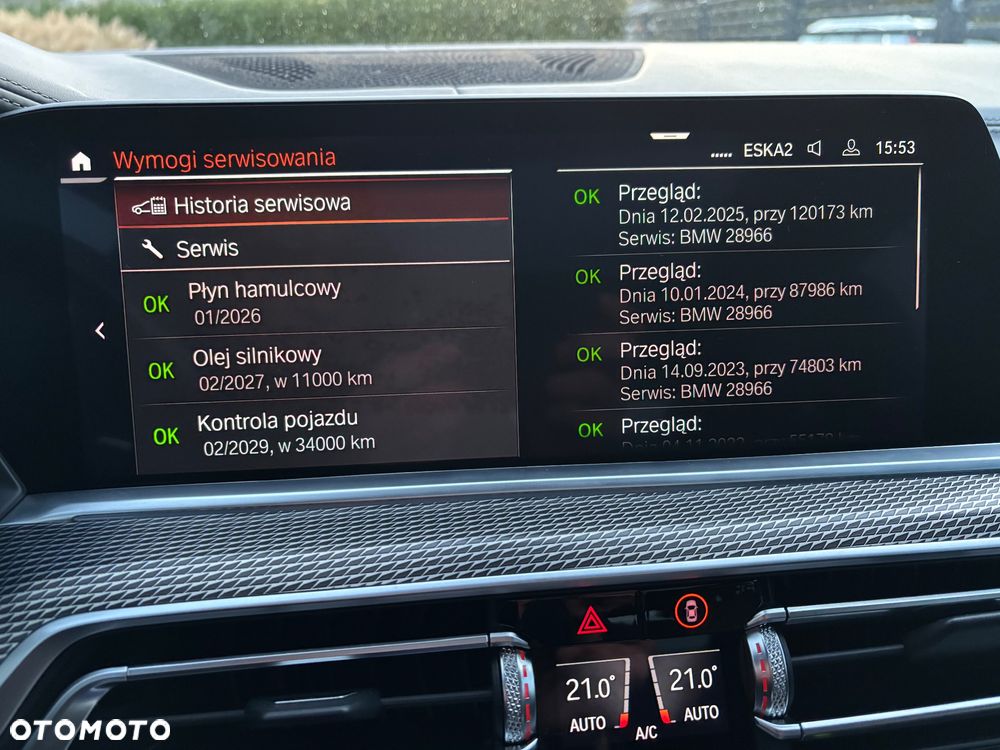 Wymogi serwisowania
ESKA2
15:53
Historia serwisowa
Serwis
OK Płyn hamulcowy
01/2026
OK Olej silnikowy
02/2027, w 11000 km
OK Kontrola pojazdu
02/2029, w 34000 km
OK Przegląd:
Dnia 12.02.2025, przy 120173 km
Serwis: BMW 28966
OK Przegląd:
Dnia 10.01.2024, przy 87986 km
Serwis: BMW 28966
OK Przegląd:
Dnia 14.09.2023, przy 74803 km
Serwis: BMW 28966
OK Przegląd:
21.0°
AUTO
A/C
21.0°
AUTO
OTOMOTO